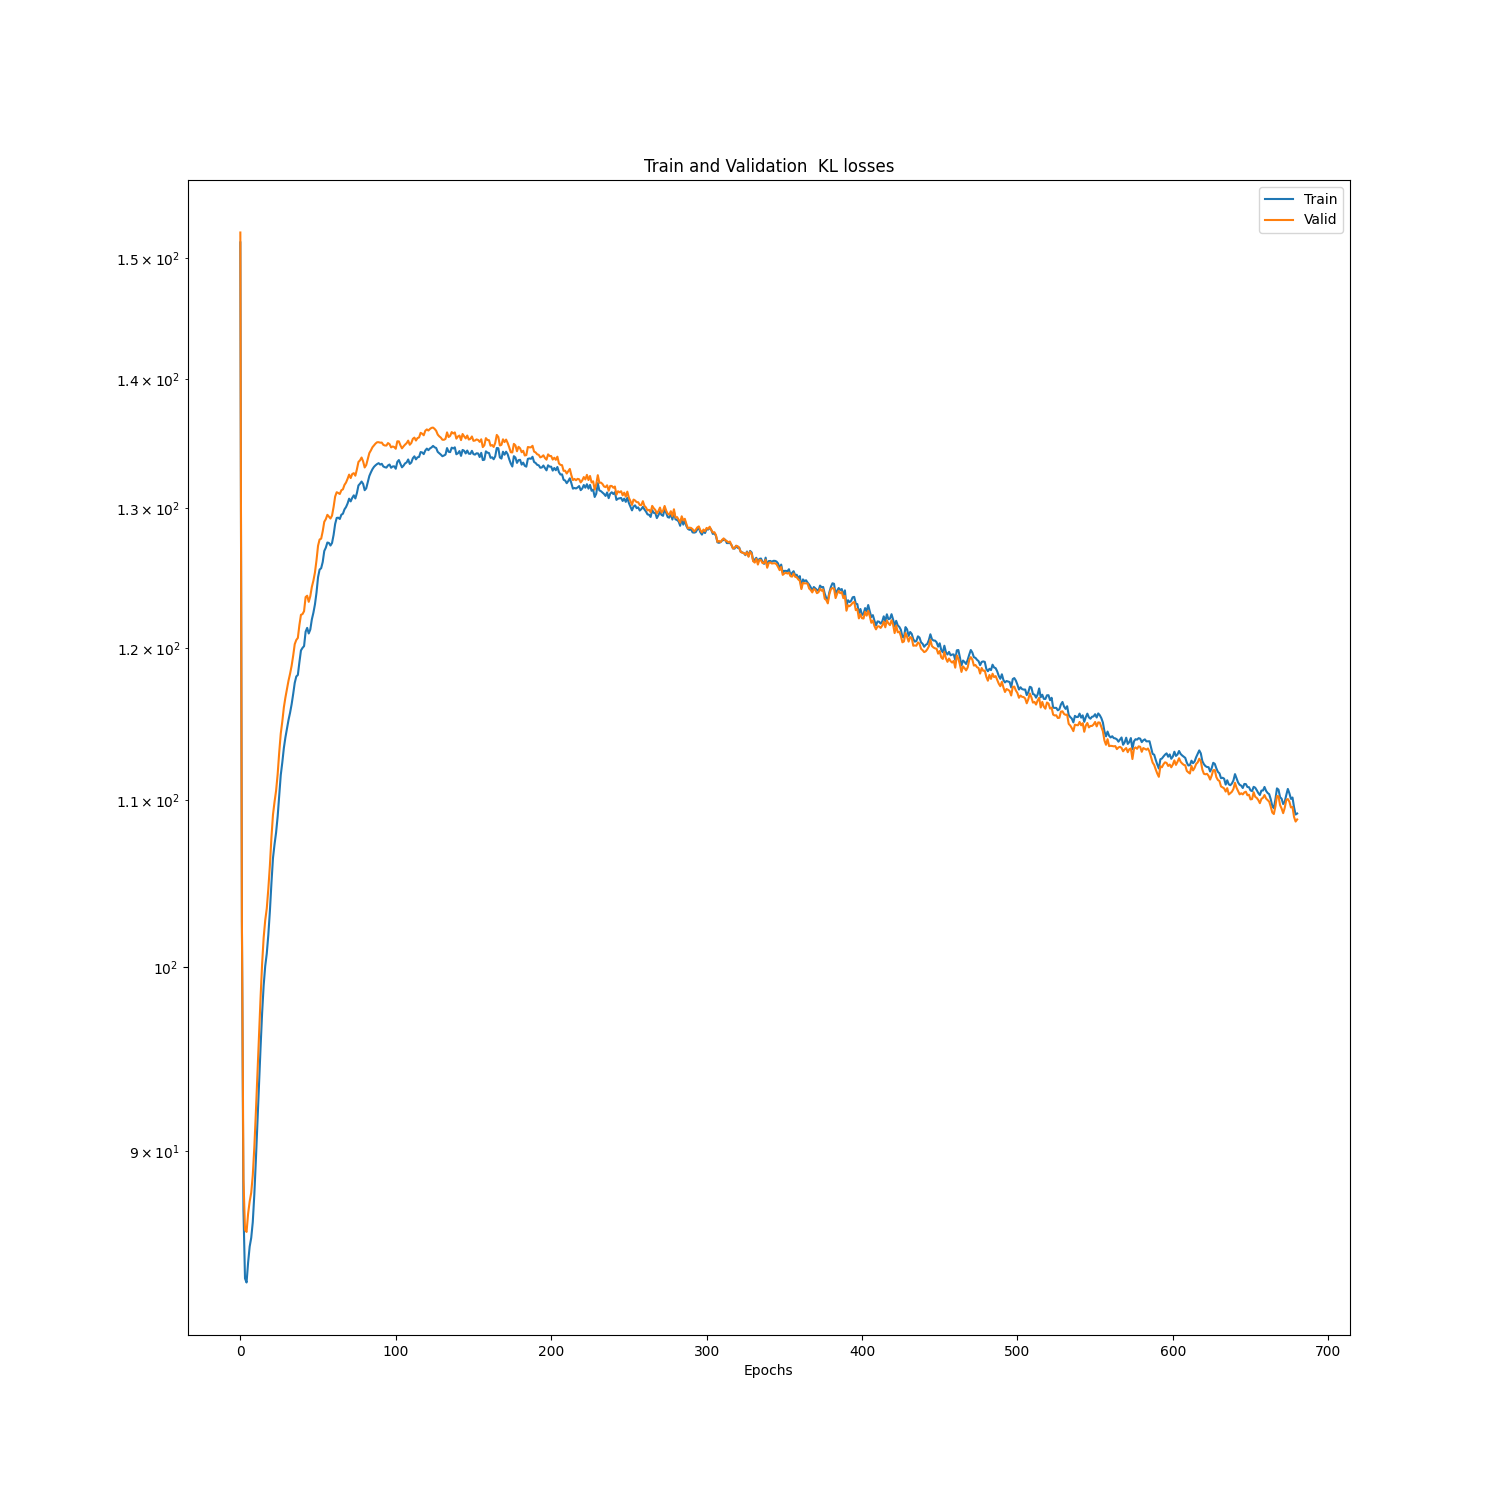 Train and Validation  KL losses
Train
Valid
1.5 × 10²
1.4 × 10²
1.3 × 10²
1.2 × 10²
1.1 × 10²
10²
9 × 10¹
0 100 200 300 400 500 600 700
Epochs